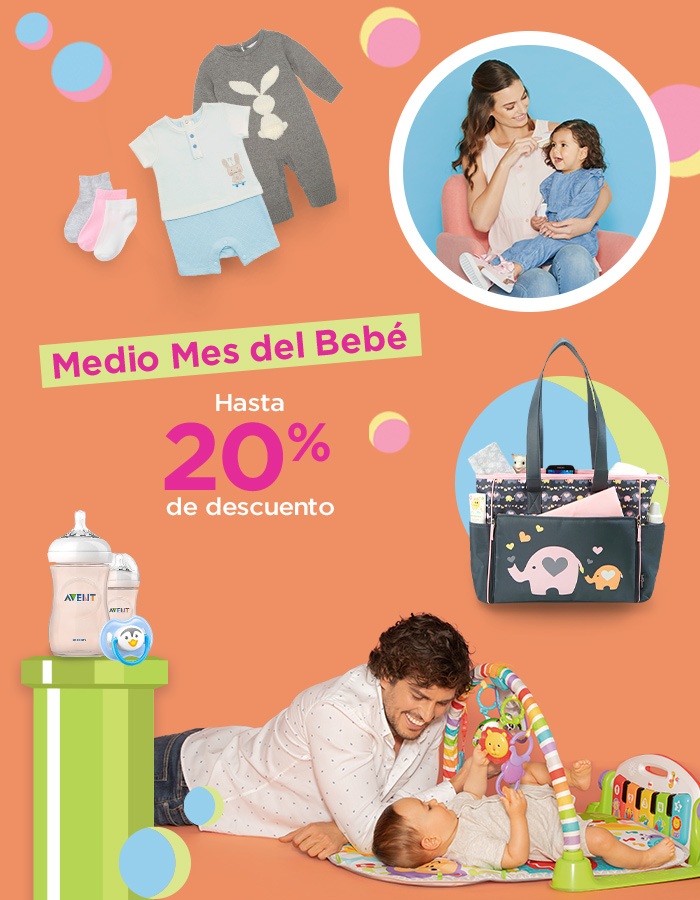 Medio Mes del Bebé
Hasta
20%
de descuento
AVENT
AVENT